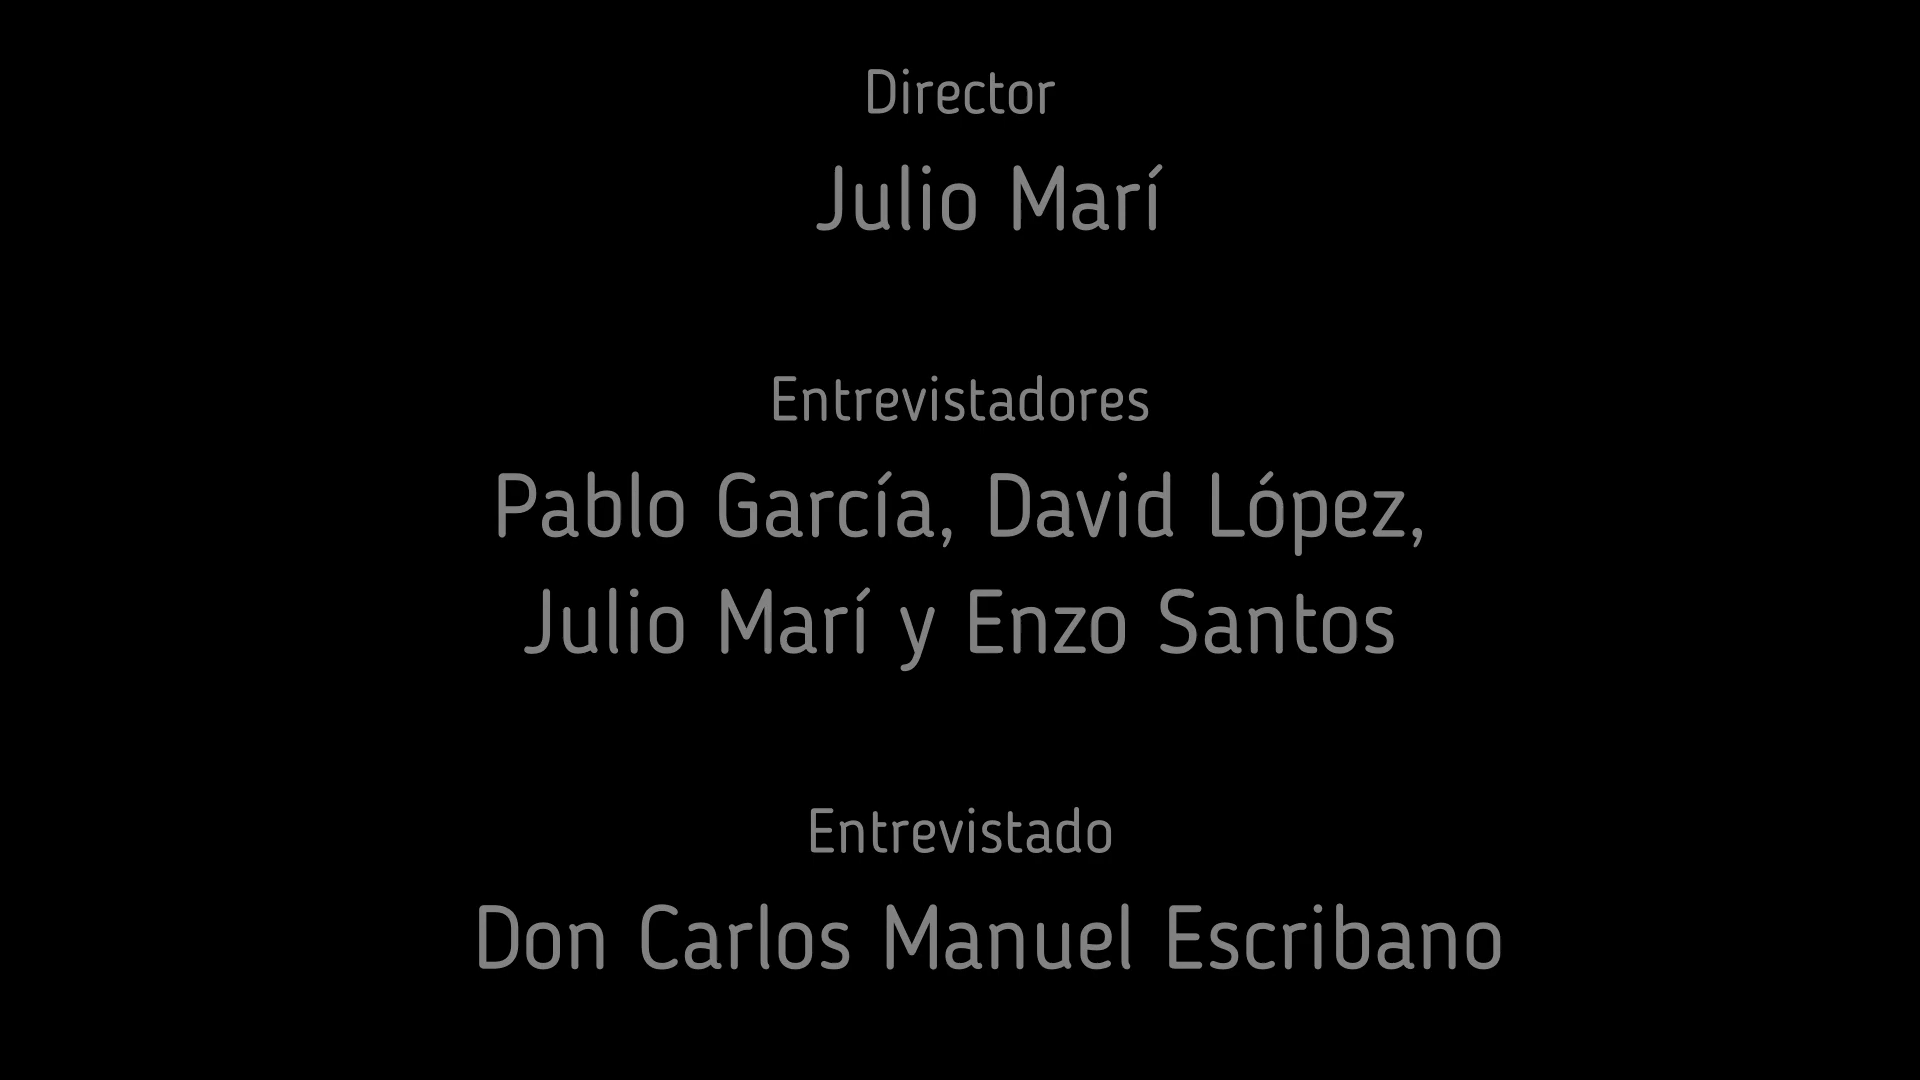 Director
Julio Marí
Entrevistadores
Pablo García, David López,
Julio Marí y Enzo Santos
Entrevistado
Don Carlos Manuel Escribano